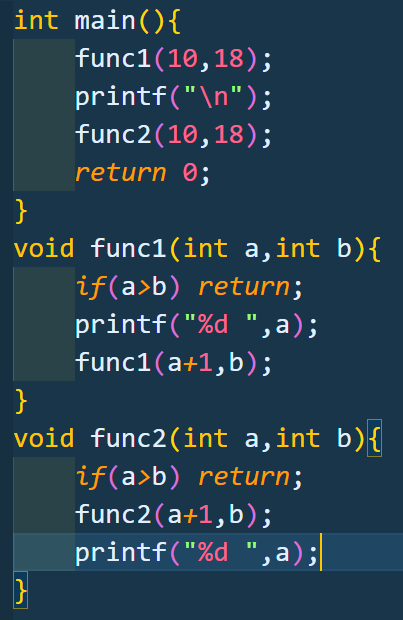 int main(){
    func1(10,18);
    printf("\n");
    func2(10,18);
    return 0;
}
void func1(int a,int b){
    if(a>b) return;
    printf("%d ",a);
    func1(a+1,b);
}
void func2(int a,int b){
    if(a>b) return;
    func2(a+1,b);
    printf("%d ",a);
}